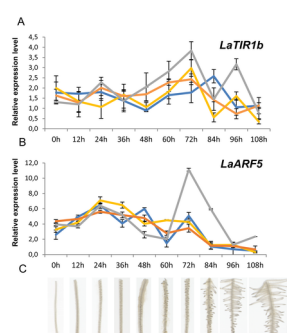 A
LaTIR1b
Relative expression level
4,5
4,0
3,5
3,0
2,5
2,0
1,5
1,0
0,5
0,0
0h 12h 24h 36h 48h 60h 72h 84h 96h 108h
B
LaARF5
Relative expression level
12,0
10,0
8,0
6,0
4,0
2,0
0,0
0h 12h 24h 36h 48h 60h 72h 84h 96h 108h
C